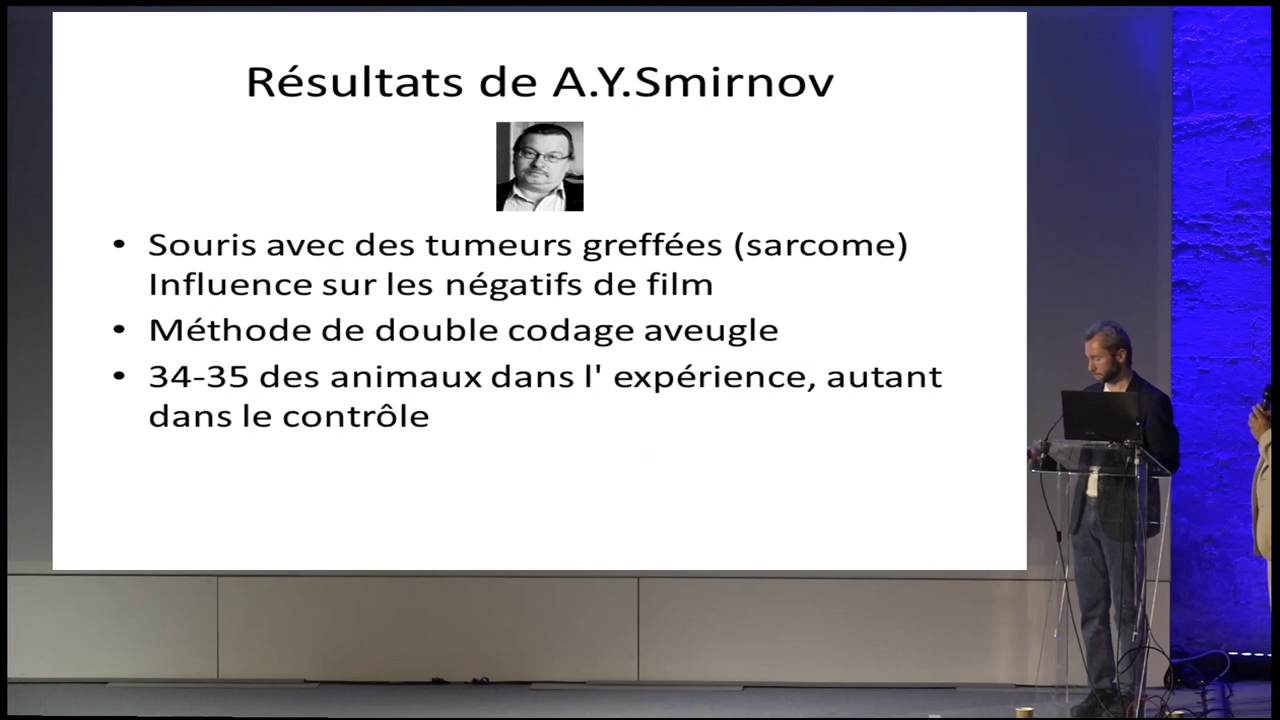 Résultats de A.Y.Smirnov
• Souris avec des tumeurs greffées (sarcome)
Influence sur les négatifs de film
• Méthode de double codage aveugle
• 34-35 des animaux dans l' expérience, autant
dans le contrôle